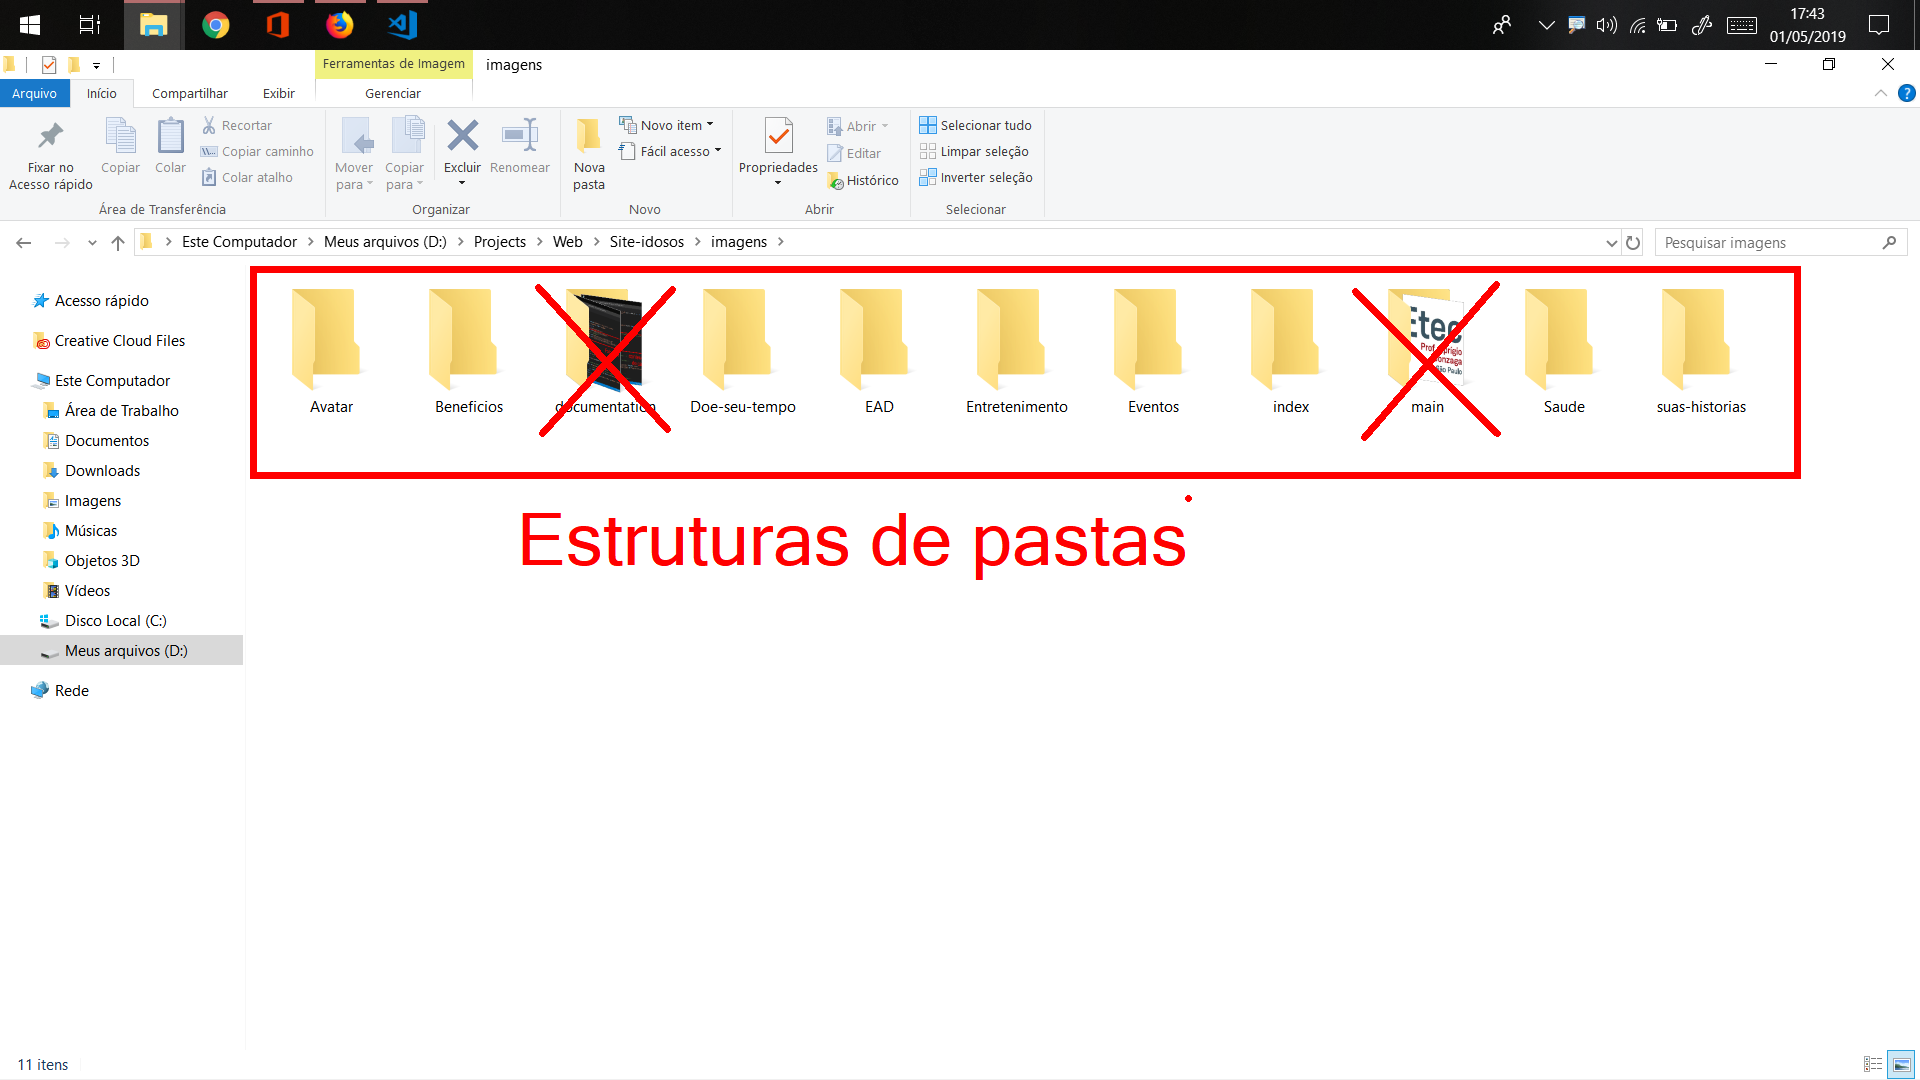 17:43
01/05/2019
Ferramentas de Imagem
imagens
Arquivo
Início
Compartilhar
Exibir
Gerenciar
Fixar no
Acesso rápido
Copiar
Colar
Recortar
Copiar caminho
Colar atalho
Área de Transferência
Mover
para
Copiar
para
Excluir
Renomear
Organizar
Nova
pasta
Novo item
Fácil acesso
Novo
Propriedades
Abrir
Editar
Histórico
Abrir
Selecionar tudo
Limpar seleção
Inverter seleção
Selecionar
Este Computador > Meus arquivos (D:) > Projects > Web > Site-idosos > imagens >
Pesquisar imagens
Acesso rápido
Creative Cloud Files
Este Computador
Área de Trabalho
Documentos
Downloads
Imagens
Músicas
Objetos 3D
Vídeos
Disco Local (C:)
Meus arquivos (D:)
Rede
Avatar
Beneficios
documentation
Doe-seu-tempo
EAD
Entretenimento
Eventos
index
Etec
São Paulo
main
Saude
suas-historias
Estruturas de pastas
11 itens